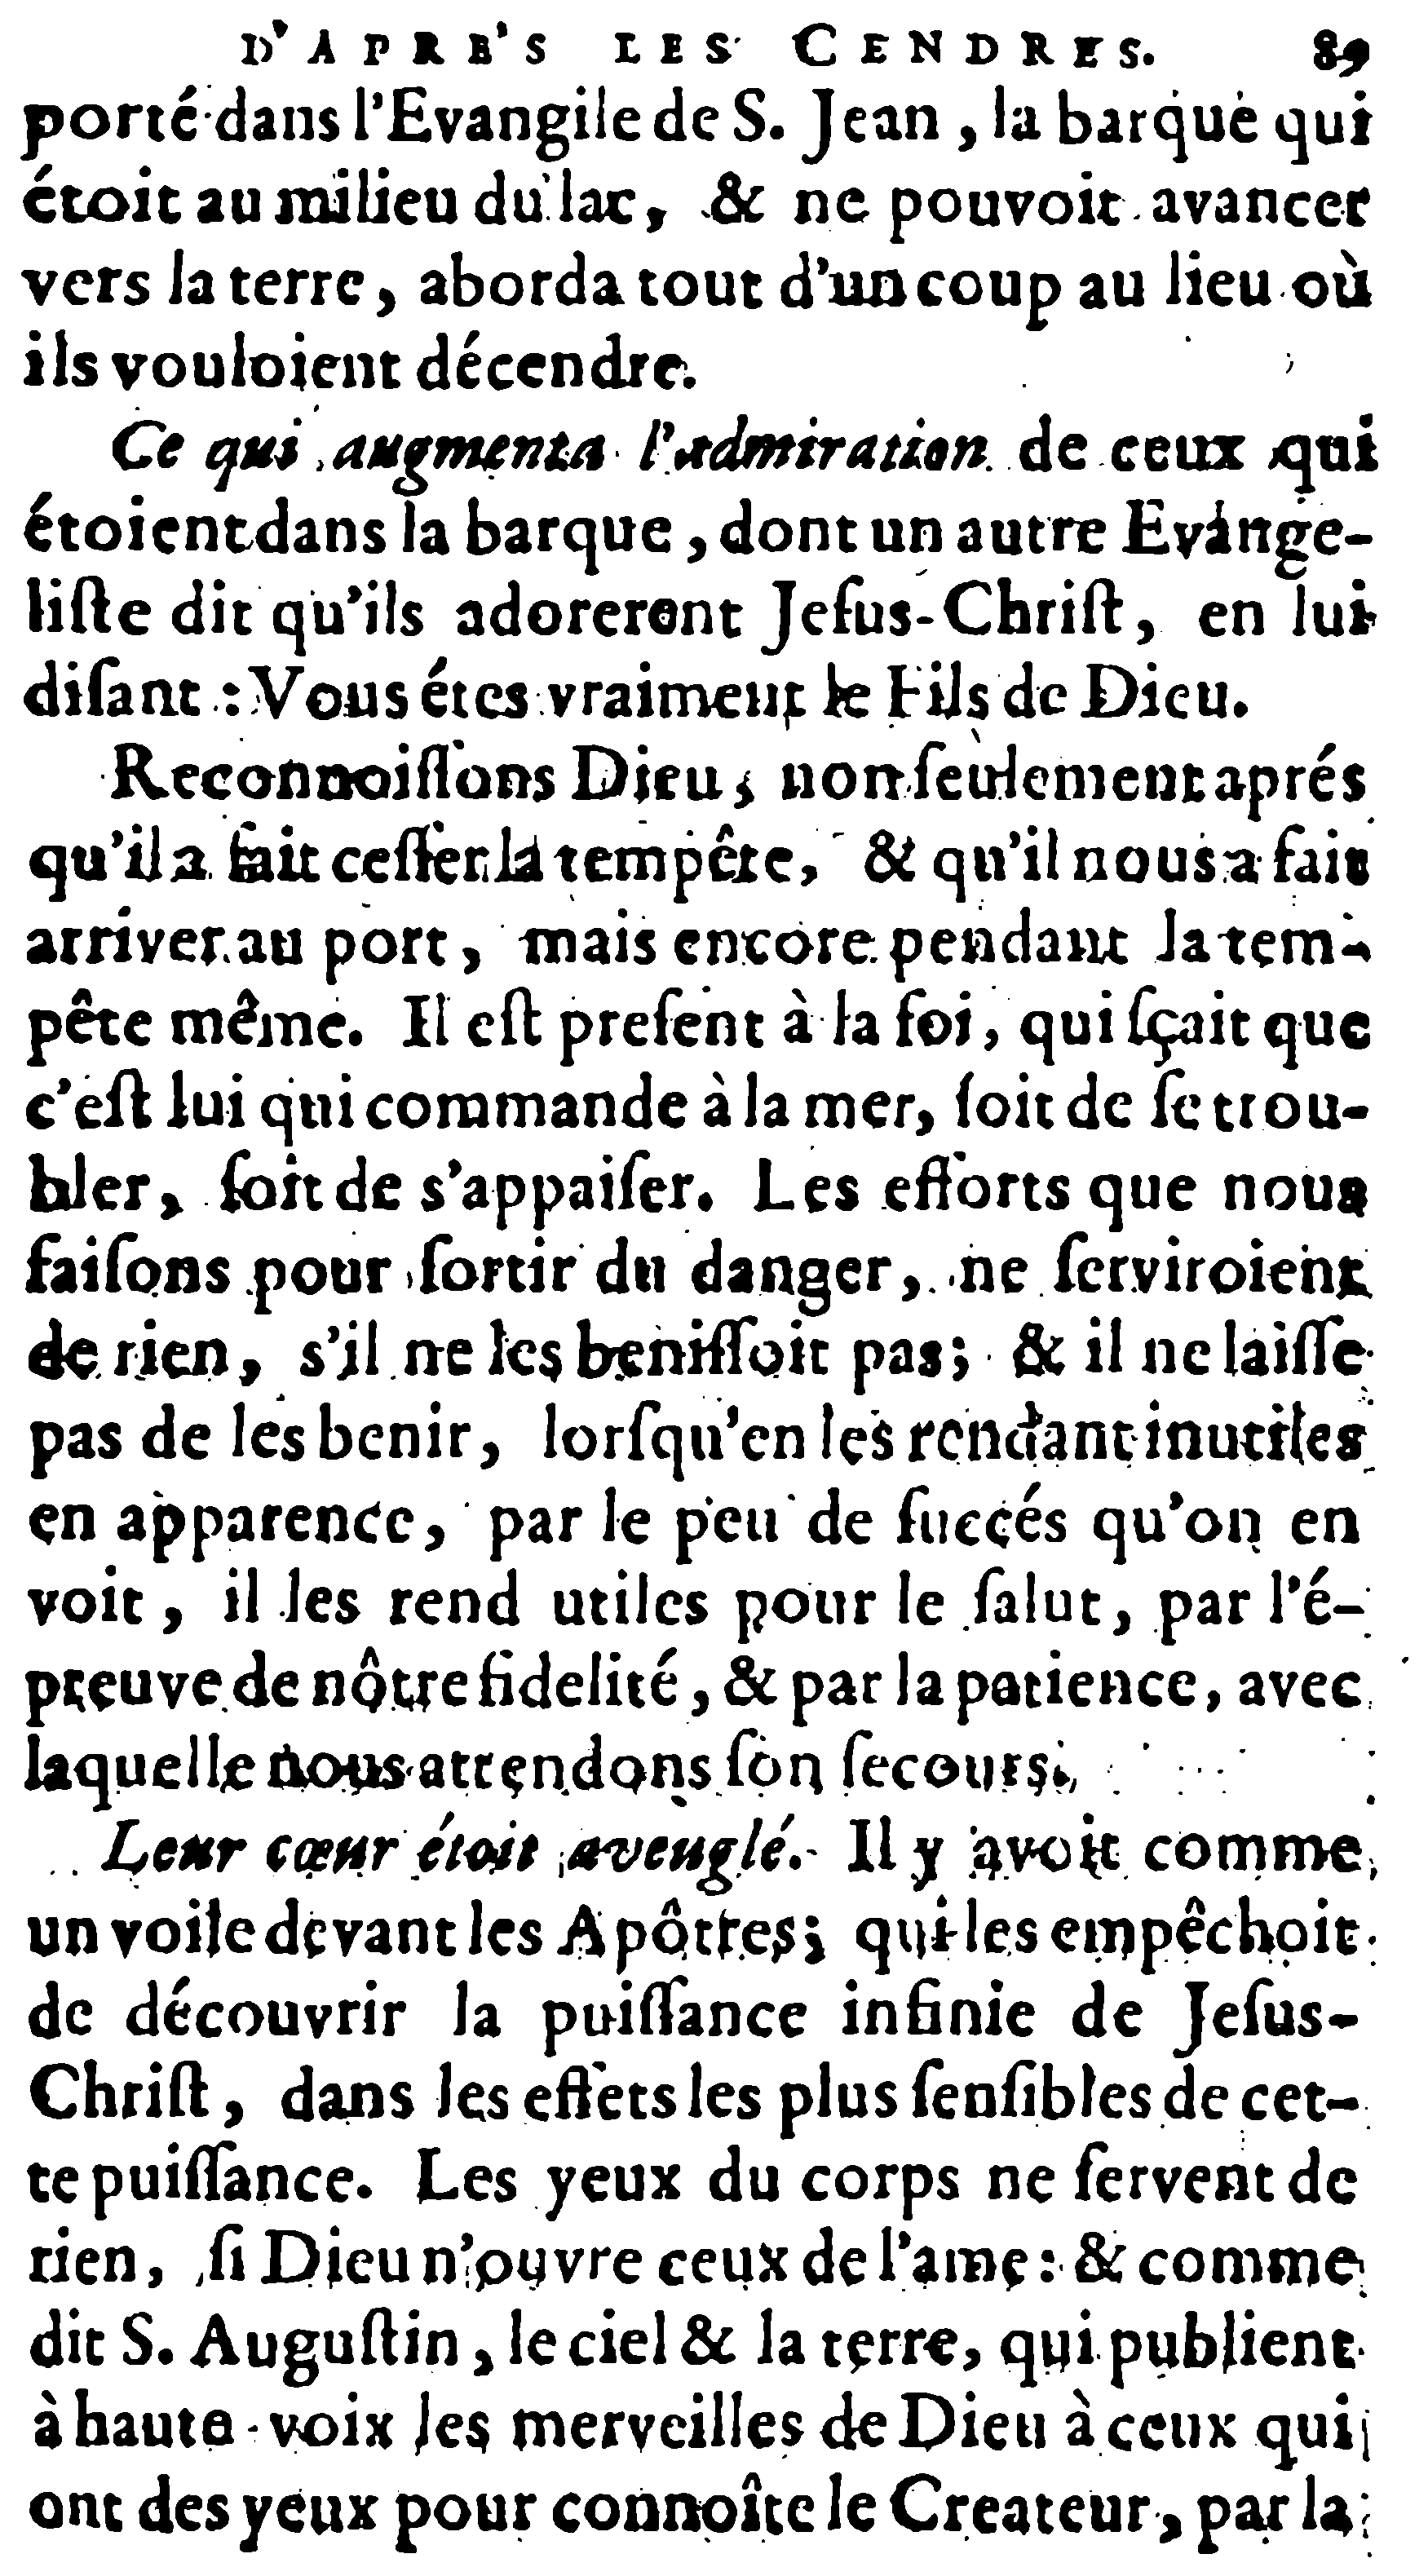 D'APRE'S LES CENDRES. 89
porté dans l'Evangile de S. Jean, la barque qui
étoit au milieu du lac, & ne pouvoit avancer
vers la terre, aborda tout d'un coup au lieu où
ils vouloient décendre.
Ce qui augmenta l'admiration de ceux qui
étoient dans la barque, dont un autre Evange-
liſte dit qu'ils adorerent Jeſus-Chriſt, en lui
diſant : Vous étes vraiment le Fils de Dieu.
Reconnoiſſons Dieu, non ſeulement aprés
qu'il a fait ceſſer la tempête, & qu'il nous a fait
arriver au port, mais encore pendant la tem-
pête même. Il eſt preſent à la foi, qui ſçait que
c'eſt lui qui commande à la mer, ſoit de ſe trou-
bler, ſoit de s'appaiſer. Les efforts que nous
faiſons pour ſortir du danger, ne ſerviroient
de rien, s'il ne les beniſſoit pas; & il ne laiſſe
pas de les benir, lorſqu'en les rendant inutiles
en apparence, par le peu de ſuccés qu'on en
voit, il les rend utiles pour le ſalut, par l'é-
preuve de nôtre fidelité, & par la patience, avec
laquelle nous attendons ſon ſecours.
Leur cœur étoit aveuglé. Il y avoit comme
un voile devant les Apôtres; qui les empêchoit
de découvrir la puiſſance infinie de Jeſus-
Chriſt, dans les effets les plus ſenſibles de cet-
te puiſſance. Les yeux du corps ne ſervent de
rien, ſi Dieu n'ouvre ceux de l'ame: & comme
dit S. Auguſtin, le ciel & la terre, qui publient
à haute voix les merveilles de Dieu à ceux qui
ont des yeux pour connoîte le Createur, par la